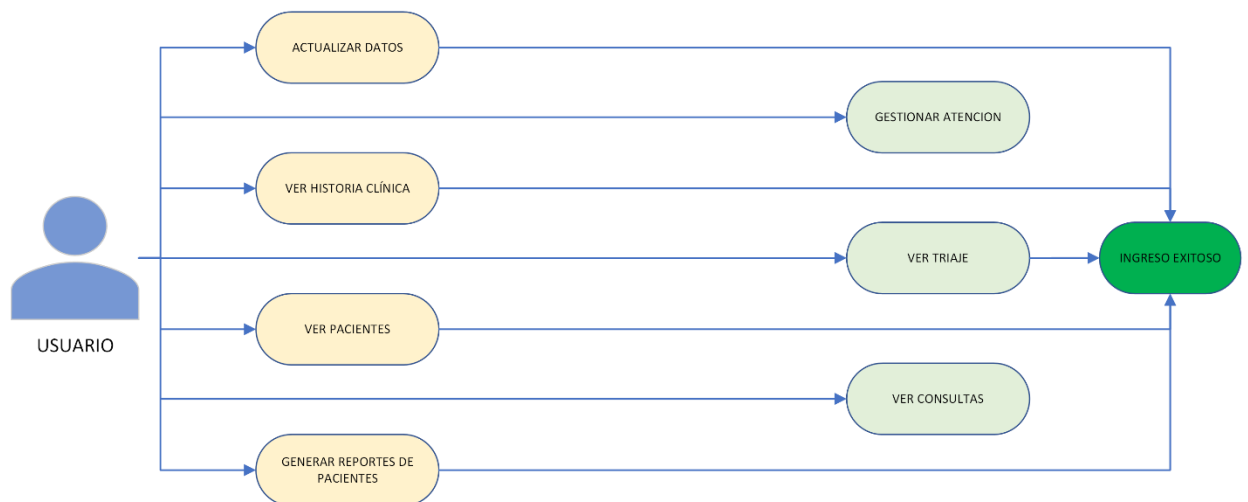 ACTUALIZAR DATOS
GESTIONAR ATENCION
VER HISTORIA CLÍNICA
VER TRIAJE
INGRESO EXITOSO
VER PACIENTES
USUARIO
VER CONSULTAS
GENERAR REPORTES DE
PACIENTES